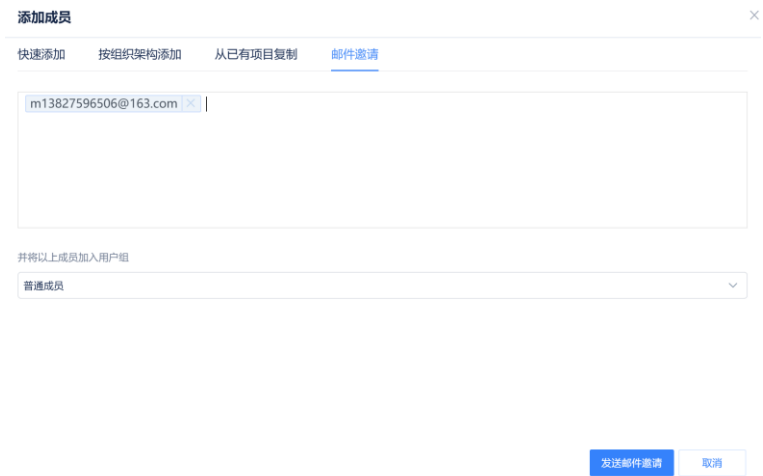 添加成员
快速添加 按组织架构添加 从已有项目复制 邮件邀请
m13827596506@163.com
并将以上成员加入用户组
普通成员
发送邮件邀请 取消